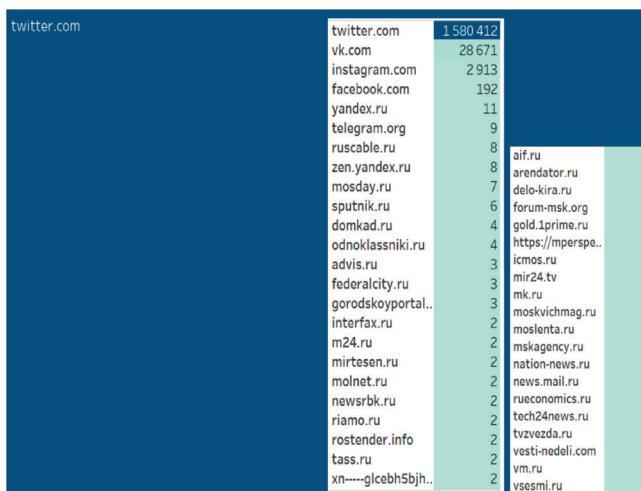 twitter.com
twitter.com 1 580 412
vk.com 28 671
instagram.com 2 913
facebook.com 192
yandex.ru 11
telegram.org 9
ruscable.ru 8
zen.yandex.ru 8
mosday.ru 7
sputnik.ru 6
domkad.ru 4
odnoklassniki.ru 4
advis.ru 3
federalcity.ru 3
gorodskoyportal.. 3
interfax.ru 2
m24.ru 2
mirtesen.ru 2
molnet.ru 2
newsrbk.ru 2
riamo.ru 2
rostender.info 2
tass.ru 2
xn-----glcebh5bjh.. 2
aif.ru
arendator.ru
delo-kira.ru
forum-msk.org
gold.1prime.ru
https://mperspe..
icmos.ru
mir24.tv
mk.ru
moskvichmag.ru
moslenta.ru
mskagency.ru
nation-news.ru
news.mail.ru
rueconomics.ru
tech24news.ru
tvzvezda.ru
vesti-nedeli.com
vm.ru
vsesmi.ru